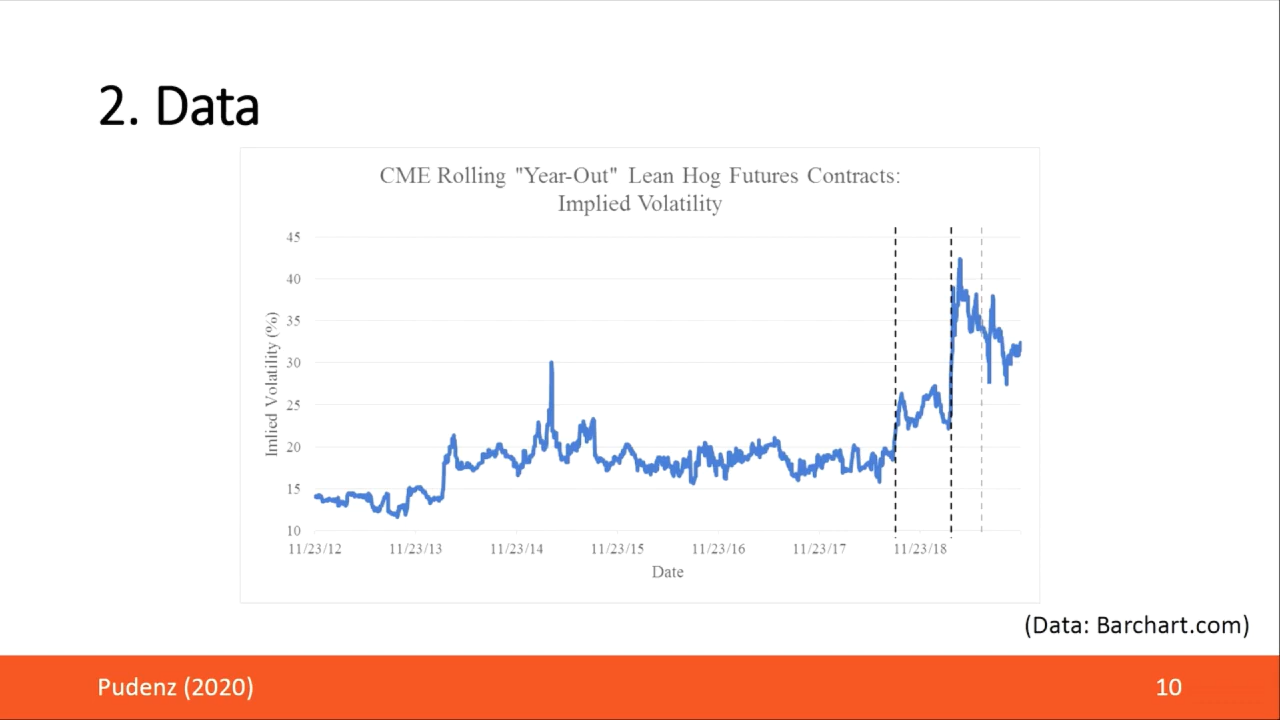 2. Data
CME Rolling "Year-Out" Lean Hog Futures Contracts:
Implied Volatility
45
40
35
30
25
20
15
10
Imlied Volatility (%)
11/23/12 11/23/13 11/23/14 11/23/15 11/23/16 11/23/17 11/23/18
Date
(Data: Barchart.com)
Pudenz (2020) 10